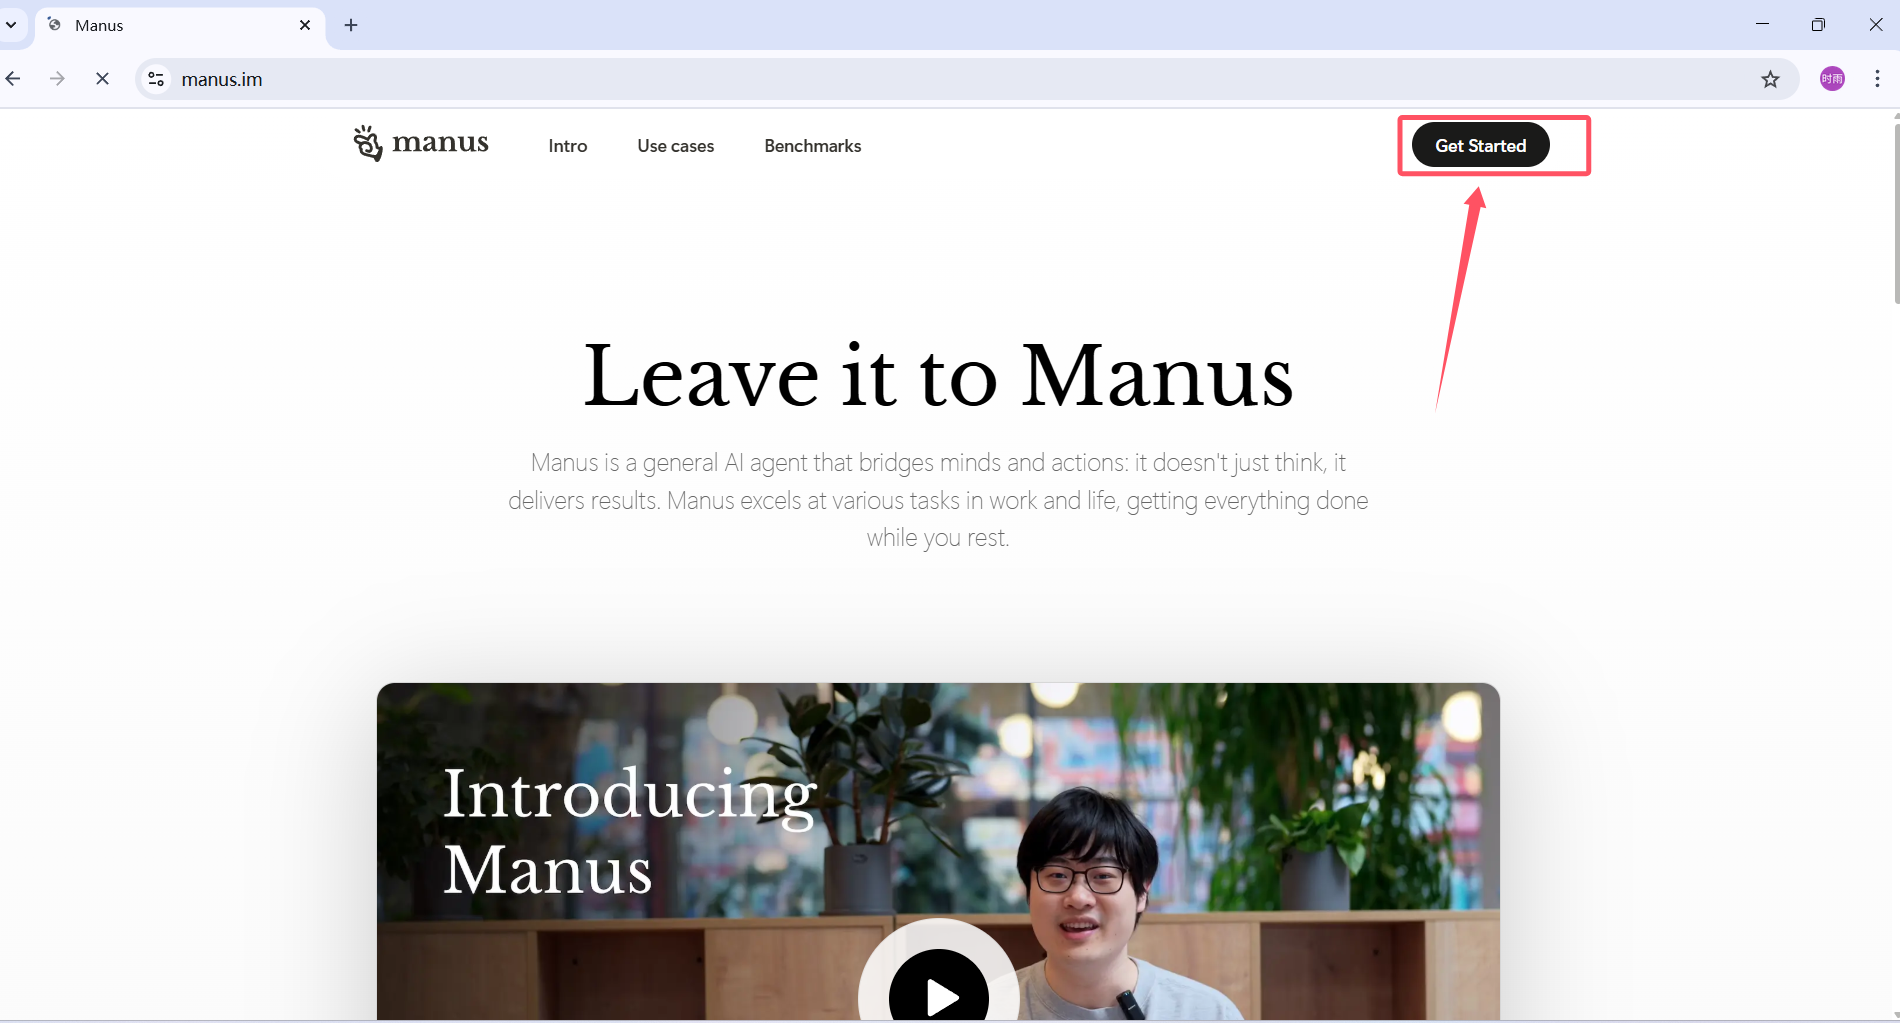 Manus
manus.im
时雨
manus
Intro
Use cases
Benchmarks
Get Started
Leave it to Manus
Manus is a general AI agent that bridges minds and actions: it doesn't just think, it
delivers results. Manus excels at various tasks in work and life, getting everything done
while you rest.
Introducing
Manus